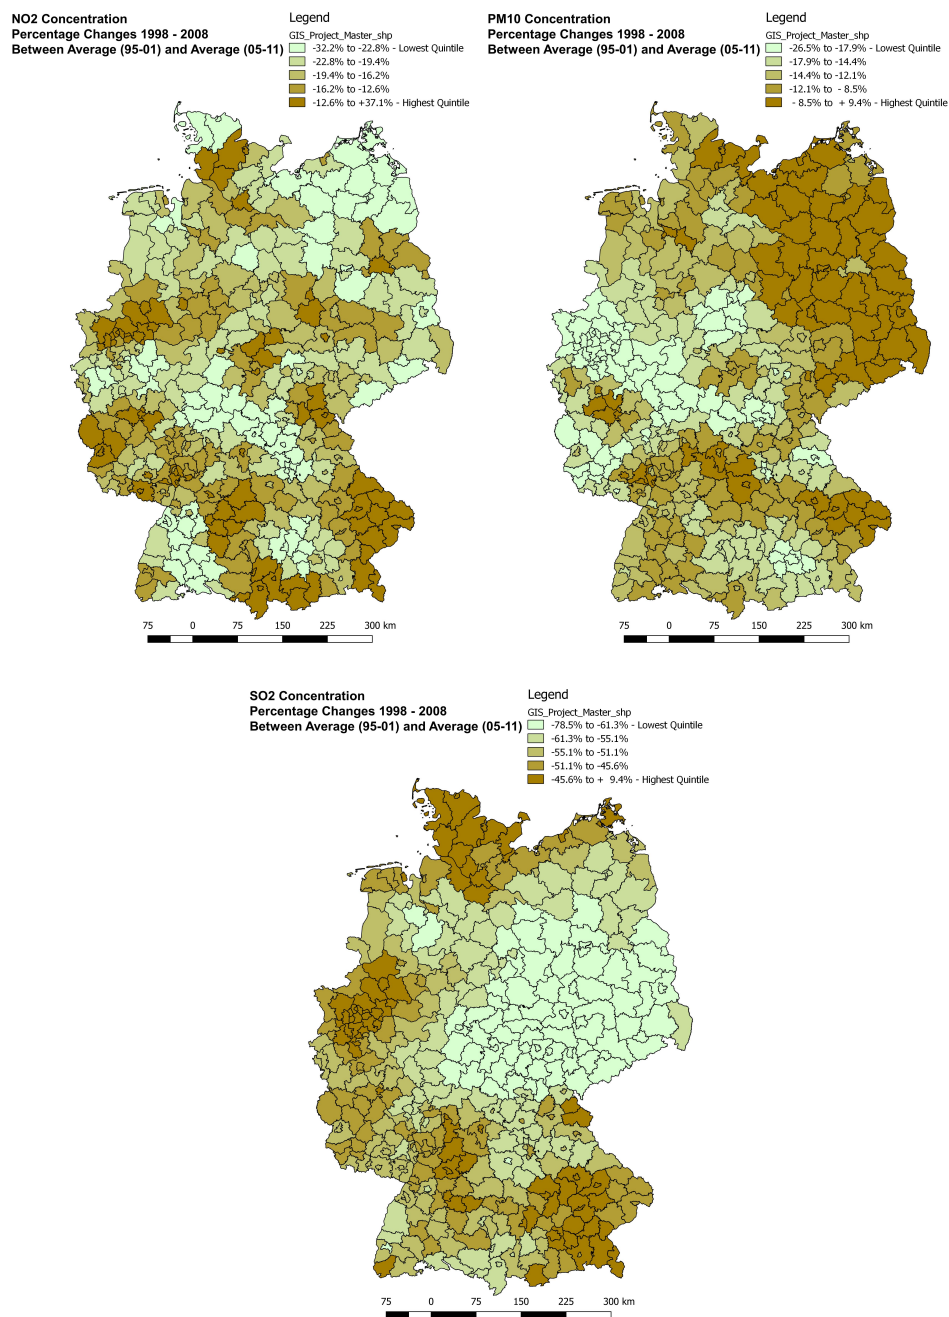 NO2 Concentration
Percentage Changes 1998 - 2008
Between Average (95-01) and Average (05-11)
Legend
GIS_Project_Master_shp
-32.2% to -22.8% - Lowest Quintile
-22.8% to -19.4%
-19.4% to -16.2%
-16.2% to -12.6%
-12.6% to +37.1% - Highest Quintile
75 0 75 150 225 300 km
PM10 Concentration
Percentage Changes 1998 - 2008
Between Average (95-01) and Average (05-11)
Legend
GIS_Project_Master_shp
-26.5% to -17.9% - Lowest Quintile
-17.9% to -14.4%
-14.4% to -12.1%
-12.1% to - 8.5%
- 8.5% to + 9.4% - Highest Quintile
75 0 75 150 225 300 km
SO2 Concentration
Percentage Changes 1998 - 2008
Between Average (95-01) and Average (05-11)
Legend
GIS_Project_Master_shp
-78.5% to -61.3% - Lowest Quintile
-61.3% to -55.1%
-55.1% to -51.1%
-51.1% to -45.6%
-45.6% to + 9.4% - Highest Quintile
75 0 75 150 225 300 km